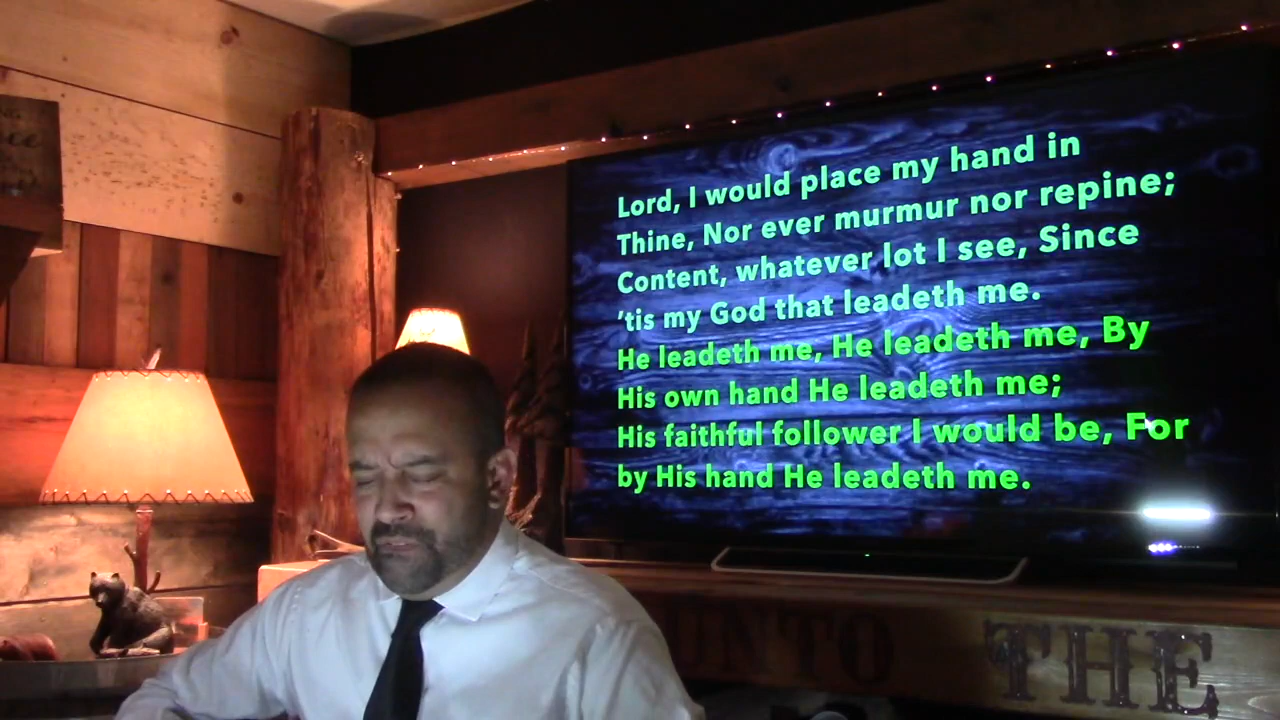 Lord, I would place my hand in
Thine, Nor ever murmur nor repine;
Content, whatever lot I see, Since
’tis my God that leadeth me.
He leadeth me, He leadeth me, By
His own hand He leadeth me;
His faithful follower I would be, For
by His hand He leadeth me.
UNTO THE